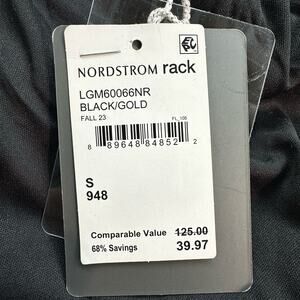 NORDSTROM rack
LGM60066NR
BLACK/GOLD
FALL 23
FL_108
8 89648 84852 2
S
948
Comparable Value 125.00
68% Savings 39.97